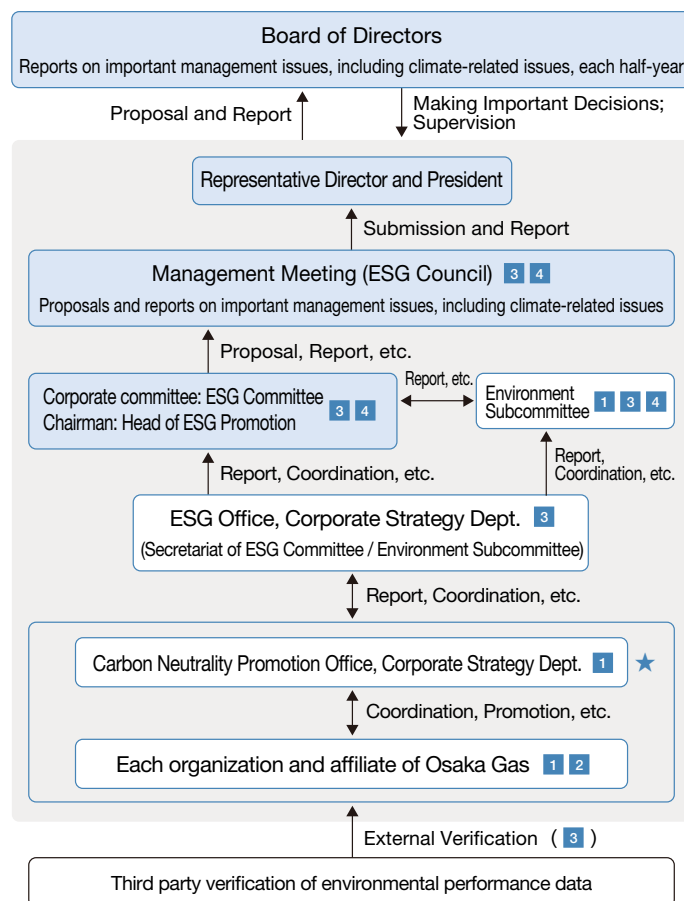 Board of Directors
Reports on important management issues, including climate-related issues, each half-year
Proposal and Report
Making Important Decisions;
Supervision
Representative Director and President
Submission and Report
Management Meeting (ESG Council) 3 4
Proposals and reports on important management issues, including climate-related issues
Proposal, Report, etc.
Corporate committee: ESG Committee
Chairman: Head of ESG Promotion
3 4
Report, etc.
Environment
Subcommittee
1 3 4
Report, Coordination, etc.
Report,
Coordination, etc.
ESG Office, Corporate Strategy Dept. 3
(Secretariat of ESG Committee / Environment Subcommittee)
Report, Coordination, etc.
Carbon Neutrality Promotion Office, Corporate Strategy Dept. 1 ★
Coordination, Promotion, etc.
Each organization and affiliate of Osaka Gas 1 2
External Verification ( 3 )
Third party verification of environmental performance data